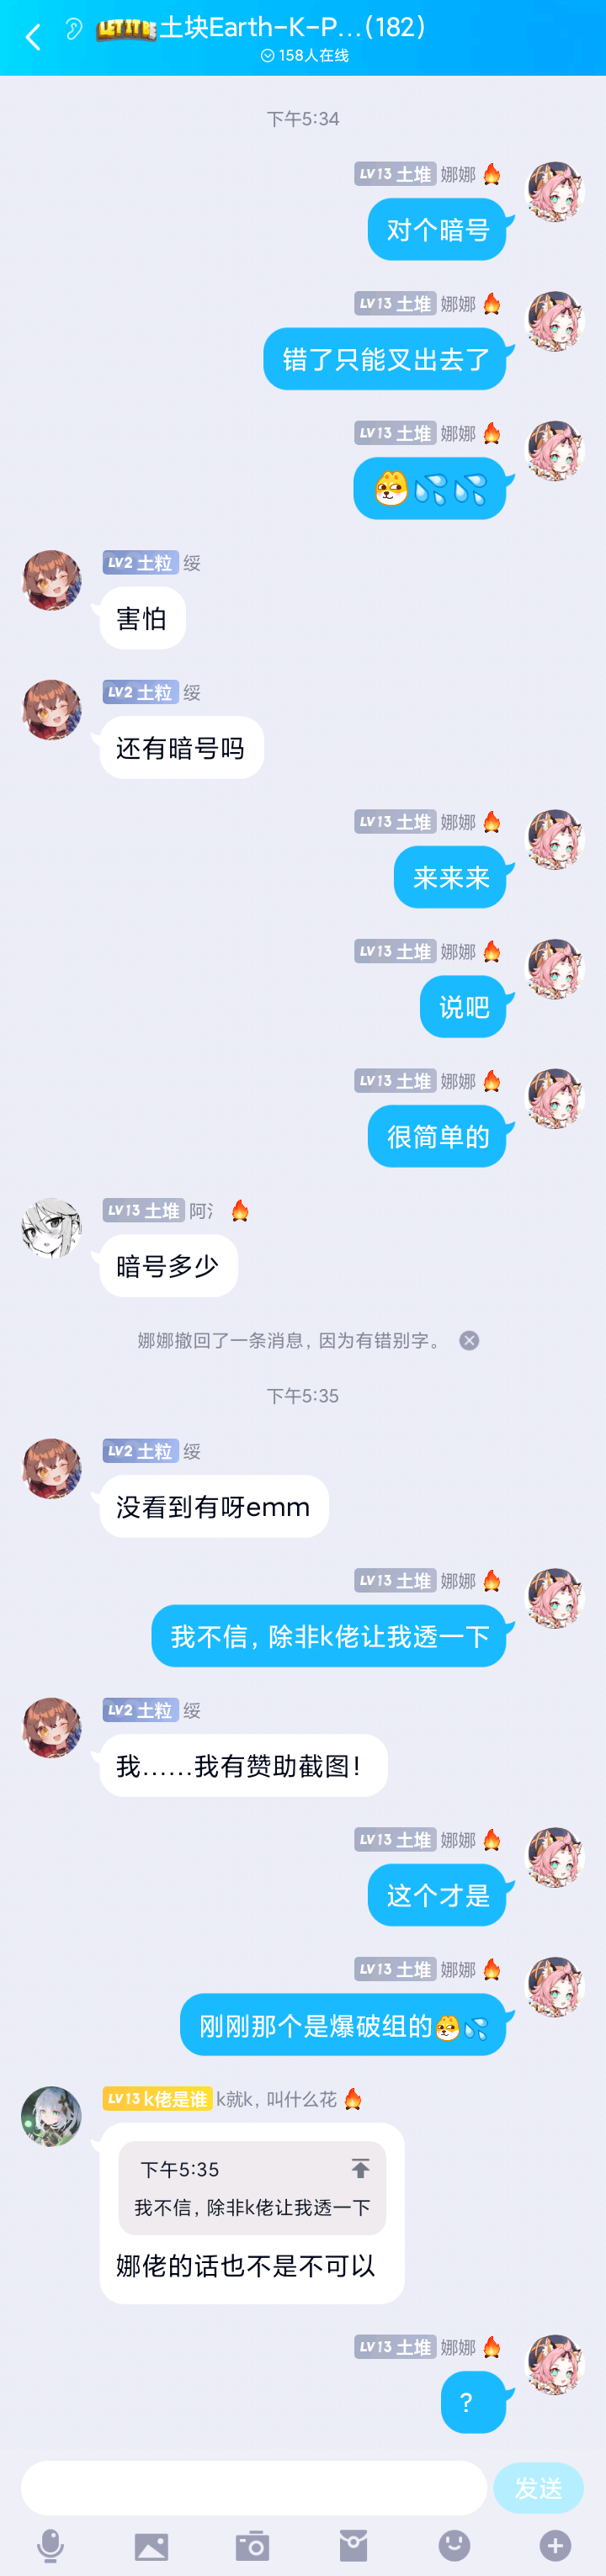 LET IT BE 土块Earth-K-P...(182)
158人在线
下午5:34
LV13 土堆 娜娜
对个暗号
LV13 土堆 娜娜
错了只能叉出去了
LV13 土堆 娜娜
LV2 土粒 绥
害怕
LV2 土粒 绥
还有暗号吗
LV13 土堆 娜娜
来来来
LV13 土堆 娜娜
说吧
LV13 土堆 娜娜
很简单的
LV13 土堆 阿
暗号多少
娜娜撤回了一条消息，因为有错别字。
下午5:35
LV2 土粒 绥
没看到有呀emm
LV13 土堆 娜娜
我不信，除非k佬让我透一下
LV2 土粒 绥
我……我有赞助截图！
LV13 土堆 娜娜
这个才是
LV13 土堆 娜娜
刚刚那个是爆破组的
LV13 k佬是谁 k就k，叫什么花
下午5:35
我不信，除非k佬让我透一下
娜佬的话也不是不可以
LV13 土堆 娜娜
？
发送